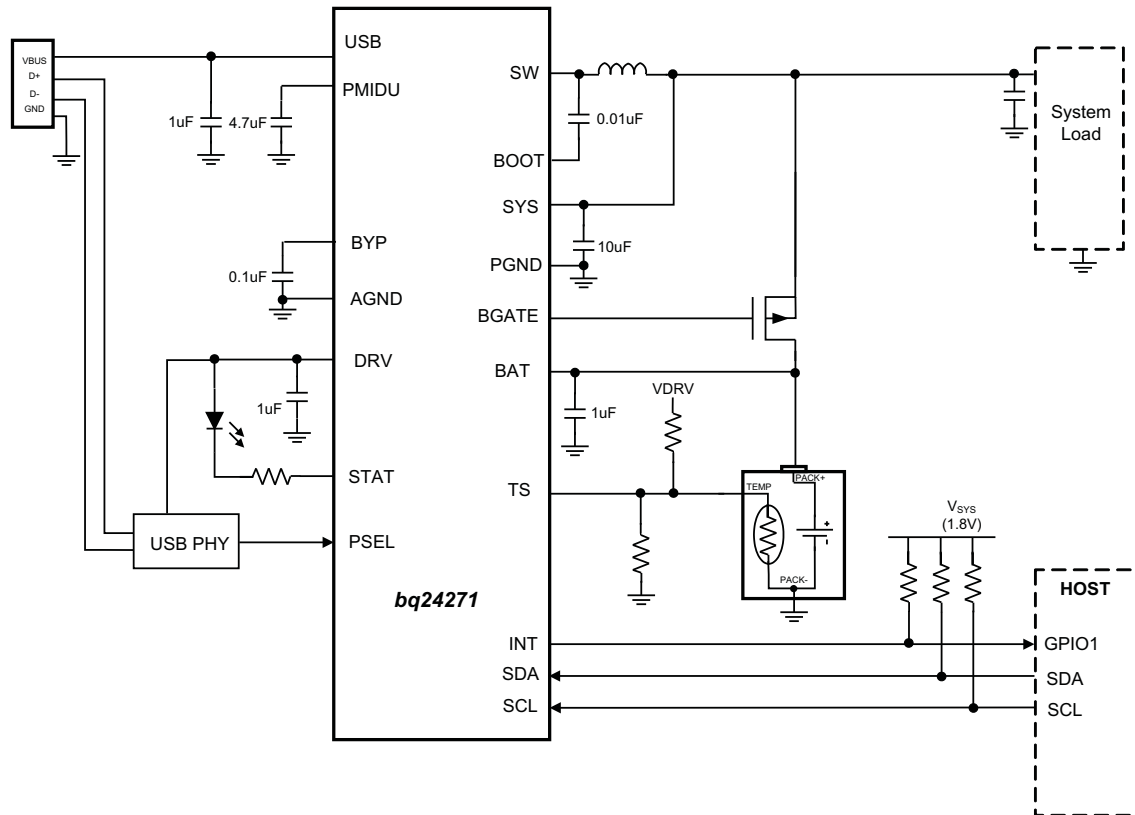 USB
VBUS
D+
D-
GND
PMIDU
1uF
4.7uF
SW
0.01uF
BOOT
System
Load
SYS
BYP
10uF
PGND
0.1uF
AGND
BGATE
DRV
BAT
VDRV
1uF
1uF
STAT
TS
TEMP
PACK+
+
-
PACK-
USB PHY
PSEL
VSYS
(1.8V)
bq24271
HOST
INT
GPIO1
SDA
SDA
SCL
SCL